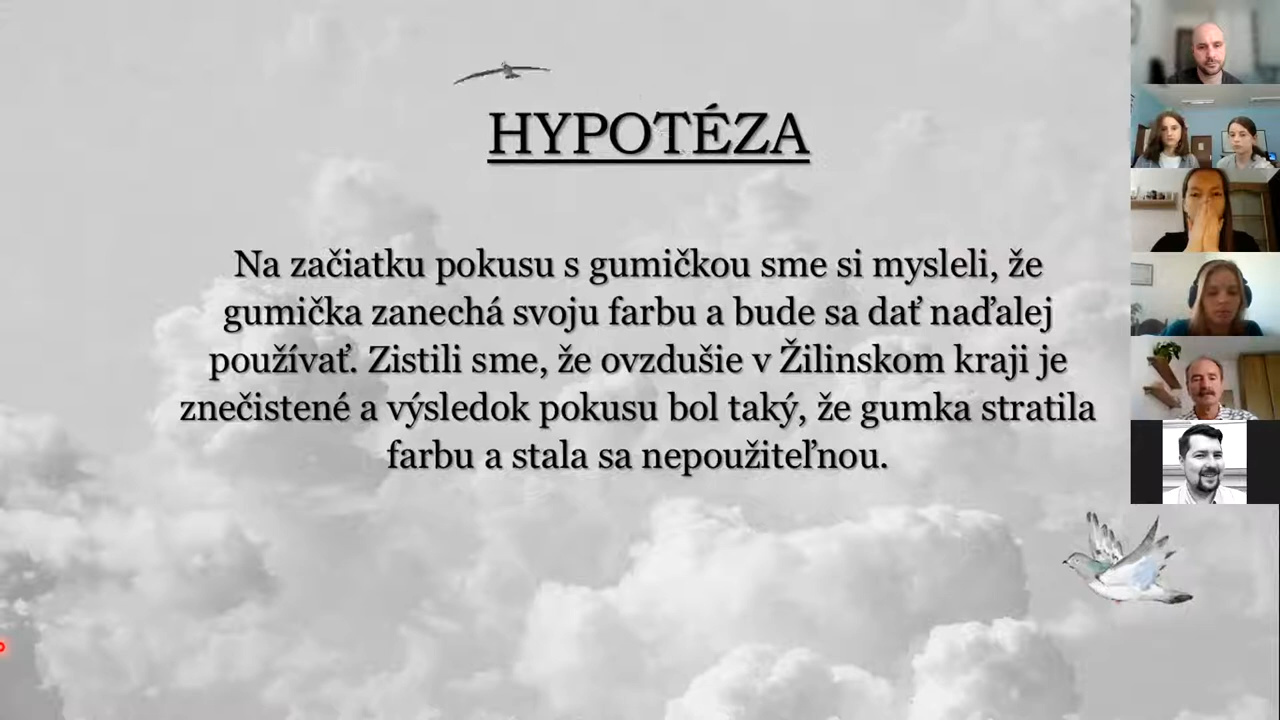 HYPOTÉZA
Na začiatku pokusu s gumičkou sme si mysleli, že
gumička zanechá svoju farbu a bude sa dať naďalej
používať. Zistili sme, že ovzdušie v Žilinskom kraji je
znečistené a výsledok pokusu bol taký, že gumka stratila
farbu a stala sa nepoužiteľnou.